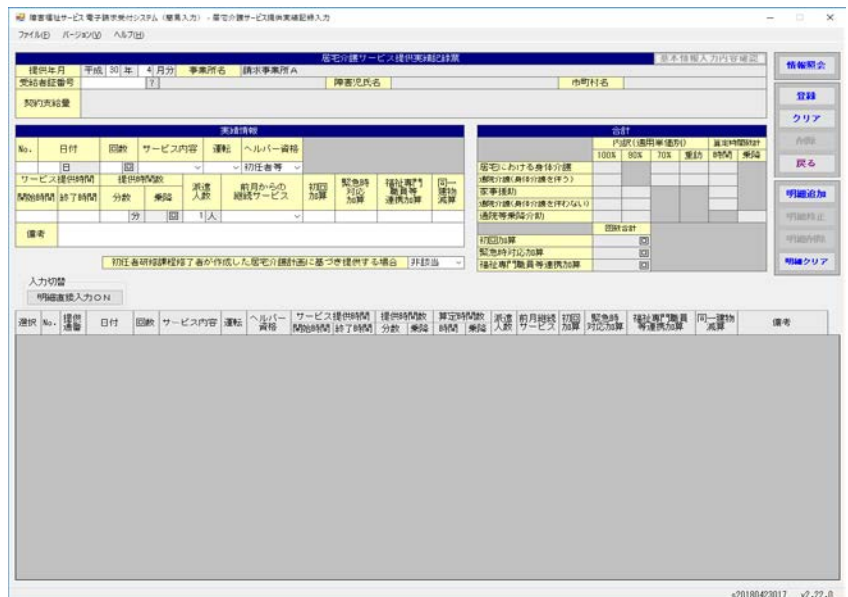 障害福祉サービス 電子請求受付システム（簡易入力） - 居宅介護サービス提供実績記録入力
ファイル(F) バージョン(V) ヘルプ(H)
居宅介護サービス提供実績記録票
基本情報入力内容確認
提供年月 平成 30 年 4 月分 事業所名 請求事業所A
受給者証番号 ? 障害児氏名 市町村名
契約支給量
情報照会
登録
クリア
削除
戻る
明細追加
明細修正
明細削除
明細クリア
実績情報
No. 日付 回数 サービス内容 運転 ヘルパー資格
日 回 初任者等
サービス提供時間 提供時間数 派遣人数 前月からの継続サービス 初回加算 緊急時対応加算 福祉専門職員等連携加算 同一建物減算
開始時間 終了時間 分数 乗降
分 回 1 人
備考
初任者研修課程修了者が作成した居宅介護計画に基づき提供する場合 非該当
合計
内訳(適用単価別) 算定時間数計
100% 90% 70% 重訪 時間 乗降
居宅における身体介護
通院介護(身体介護を伴う)
家事援助
通院介護(身体介護を伴わない)
通院等乗降介助
回数合計
初回加算 回
緊急時対応加算 回
福祉専門職員等連携加算 回
入力切替
明細直接入力ＯＮ
選択 No. 提供通番 日付 回数 サービス内容 運転 ヘルパー資格 サービス提供時間 開始時間 終了時間 提供時間数 分数 乗降 算定時間数 時間 乗降 派遣人数 前月継続サービス 初回加算 緊急時対応加算 福祉専門職員等連携加算 同一建物減算 備考
s20180423017 v2.22.0